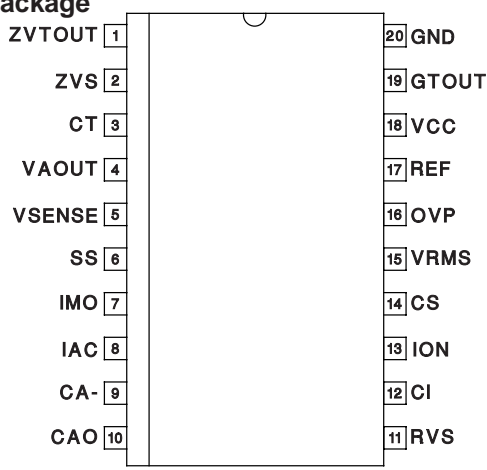 ackage
ZVTOUT 1
ZVS 2
CT 3
VAOUT 4
VSENSE 5
SS 6
IMO 7
IAC 8
CA- 9
CAO 10
20 GND
19 GTOUT
18 VCC
17 REF
16 OVP
15 VRMS
14 CS
13 ION
12 CI
11 RVS